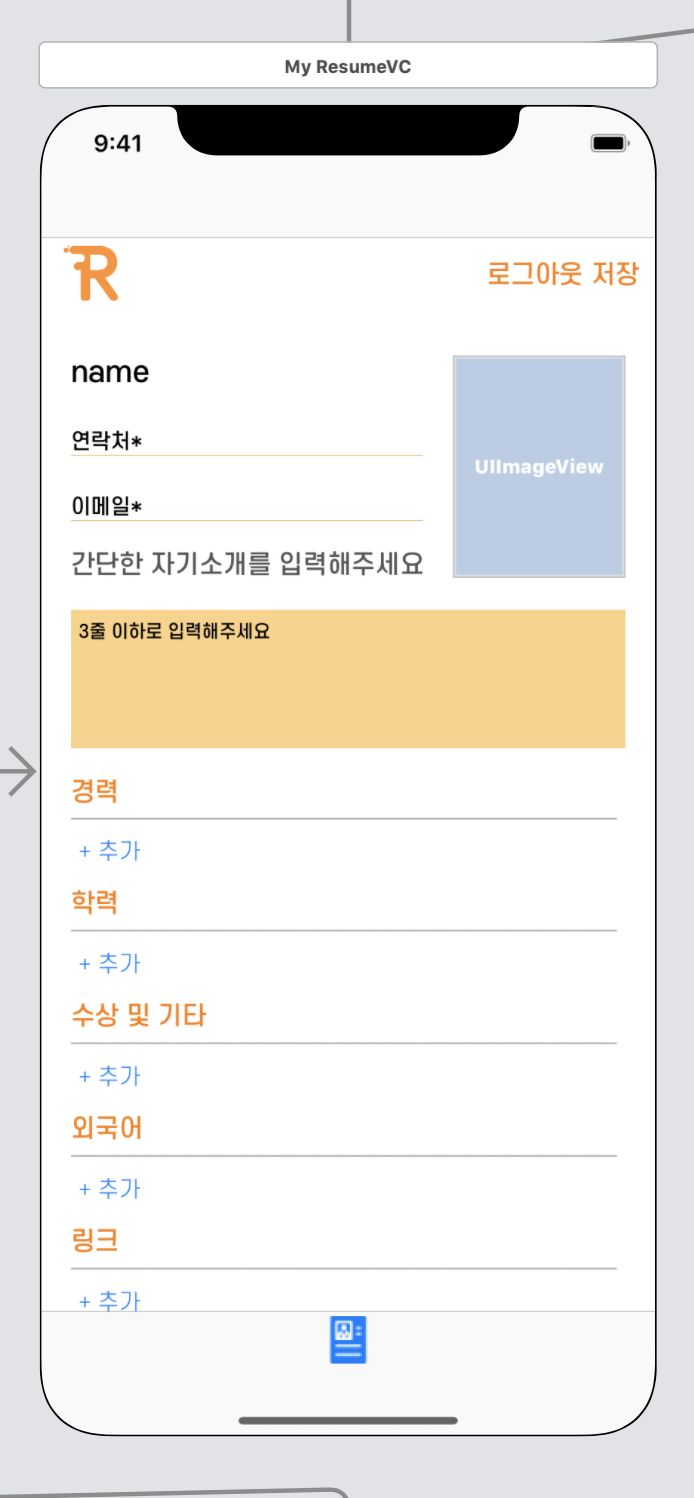 My ResumeVC
9:41
R
로그아웃 저장
name
연락처*
UIImageView
이메일*
간단한 자기소개를 입력해주세요
3줄 이하로 입력해주세요
경력
+ 추가
학력
+ 추가
수상 및 기타
+ 추가
외국어
+ 추가
링크
+ 추가